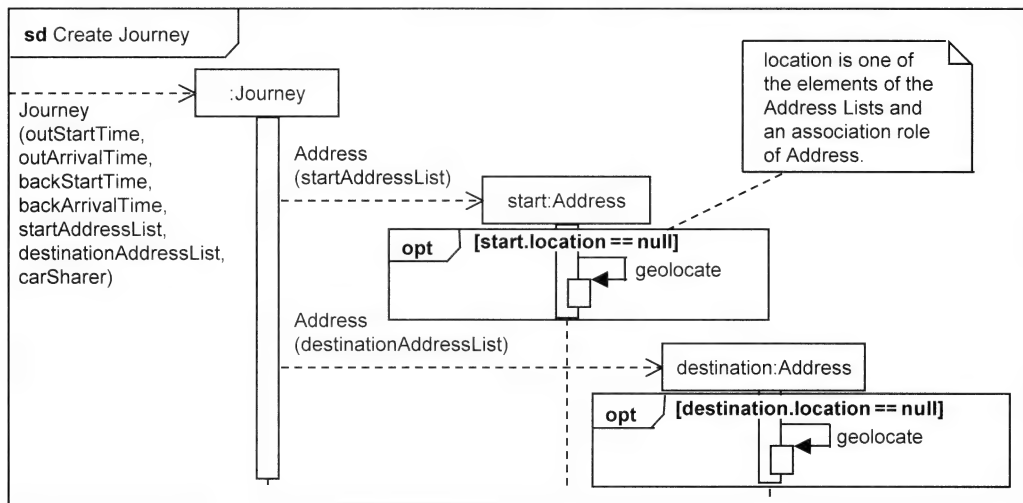 sd Create Journey
location is one of
the elements of the
Address Lists and
an association role
of Address.
:Journey
Journey
(outStartTime,
outArrivalTime,
backStartTime,
backArrivalTime,
startAddressList,
destinationAddressList,
carSharer)
Address
(startAddressList)
start:Address
opt [start.location == null]
geolocate
Address
(destinationAddressList)
destination:Address
opt [destination.location == null]
geolocate